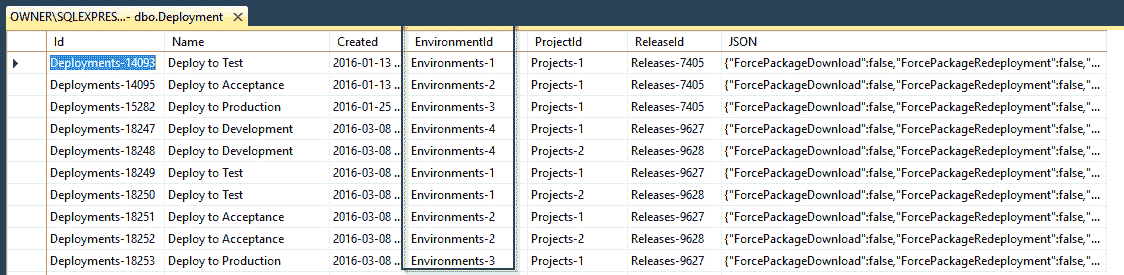 OWNER\SQLEXPRES...- dbo.Deployment ✕
Id Name Created EnvironmentId ProjectId ReleaseId JSON
Deployments-14093 Deploy to Test 2016-01-13 ... Environments-1 Projects-1 Releases-7405 {"ForcePackageDownload":false,"ForcePackageRedeployment":false,"...
Deployments-14095 Deploy to Acceptance 2016-01-13 ... Environments-2 Projects-1 Releases-7405 {"ForcePackageDownload":false,"ForcePackageRedeployment":false,"...
Deployments-15282 Deploy to Production 2016-01-25 ... Environments-3 Projects-1 Releases-7405 {"ForcePackageDownload":false,"ForcePackageRedeployment":false,"...
Deployments-18247 Deploy to Development 2016-03-08 ... Environments-4 Projects-1 Releases-9627 {"ForcePackageDownload":false,"ForcePackageRedeployment":false,"...
Deployments-18248 Deploy to Development 2016-03-08 ... Environments-4 Projects-2 Releases-9628 {"ForcePackageDownload":false,"ForcePackageRedeployment":false,"...
Deployments-18249 Deploy to Test 2016-03-08 ... Environments-1 Projects-1 Releases-9627 {"ForcePackageDownload":false,"ForcePackageRedeployment":false,"...
Deployments-18250 Deploy to Test 2016-03-08 ... Environments-1 Projects-2 Releases-9628 {"ForcePackageDownload":false,"ForcePackageRedeployment":false,"...
Deployments-18251 Deploy to Acceptance 2016-03-08 ... Environments-2 Projects-1 Releases-9627 {"ForcePackageDownload":false,"ForcePackageRedeployment":false,"...
Deployments-18252 Deploy to Acceptance 2016-03-08 ... Environments-2 Projects-2 Releases-9628 {"ForcePackageDownload":false,"ForcePackageRedeployment":false,"...
Deployments-18253 Deploy to Production 2016-03-08 ... Environments-3 Projects-1 Releases-9627 {"ForcePackageDownload":false,"ForcePackageRedeployment":false,"...